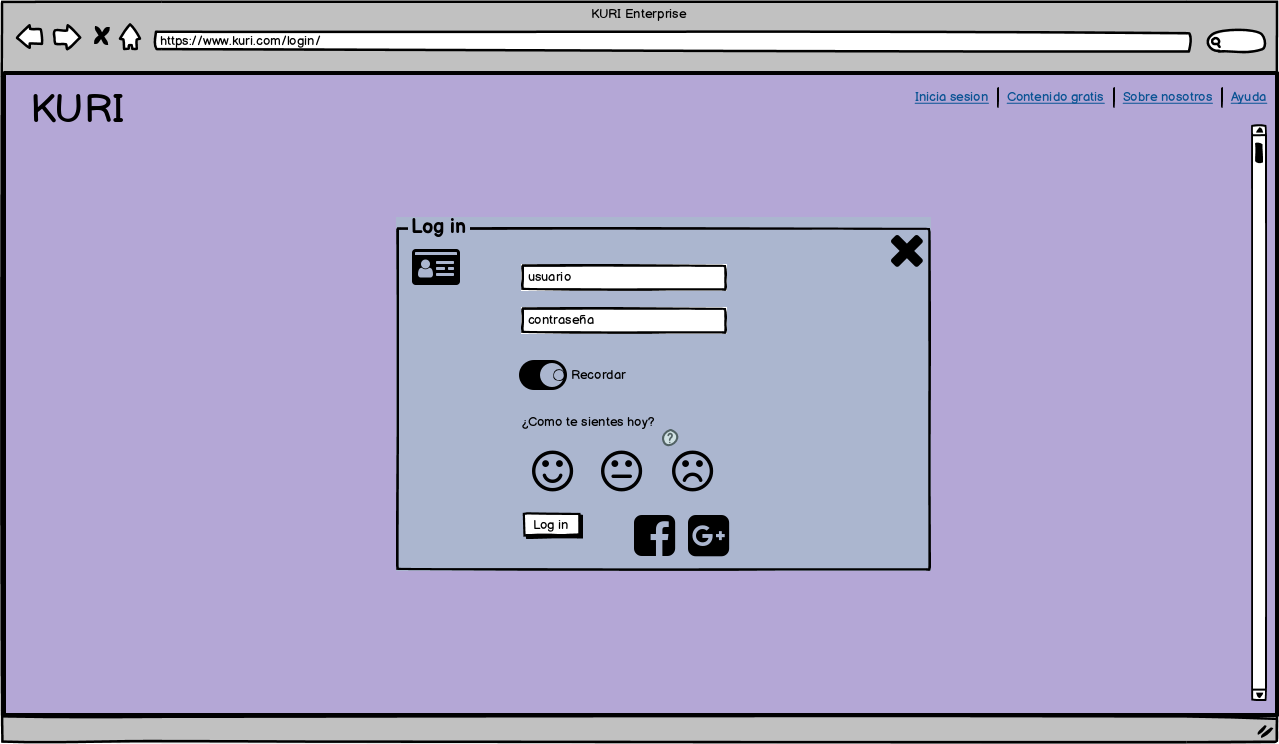 KURI Enterprise
https://www.kuri.com/login/
KURI
Inicia sesion
Contenido gratis
Sobre nosotros
Ayuda
Log in
usuario
contraseña
Recordar
¿Como te sientes hoy?
?
Log in
G+